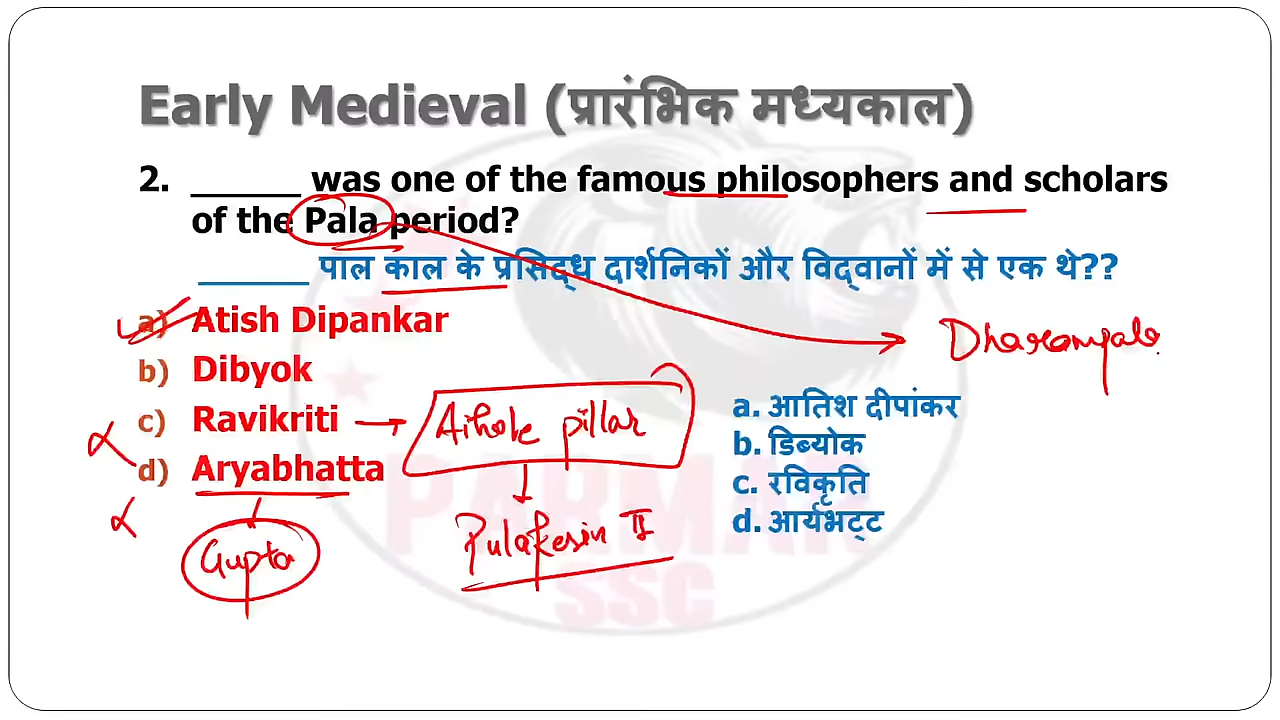 Early Medieval (प्रारंभिक मध्यकाल)
2. _____ was one of the famous philosophers and scholars
of the Pala period?
_____ पाल काल के प्रसिद्ध दार्शनिकों और विद्वानों में से एक थे??
a) Atish Dipankar
Dharampala
b) Dibyok
c) Ravikriti → Aihole pillar
d) Aryabhatta
a. आतिश दीपांकर
b. डिब्योक
c. रविकृति
d. आर्यभट्ट
Gupta
Pulakesin II
PARMAR
SSC